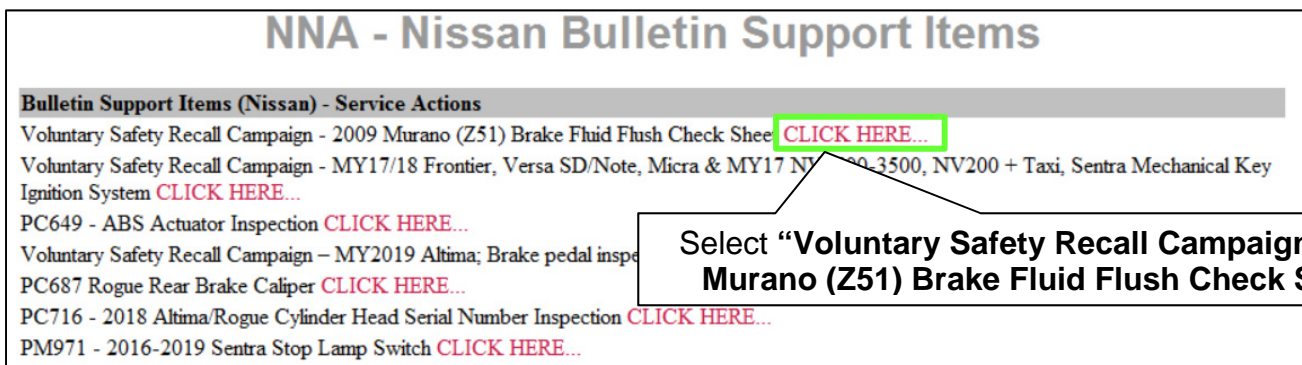 NNA - Nissan Bulletin Support Items
Bulletin Support Items (Nissan) - Service Actions
Voluntary Safety Recall Campaign - 2009 Murano (Z51) Brake Fluid Flush Check Shee CLICK HERE...
Voluntary Safety Recall Campaign - MY17/18 Frontier, Versa SD/Note, Micra & MY17 NV 00-3500, NV200 + Taxi, Sentra Mechanical Key
Ignition System CLICK HERE...
PC649 - ABS Actuator Inspection CLICK HERE...
Voluntary Safety Recall Campaign – MY2019 Altima; Brake pedal inspe
Select “Voluntary Safety Recall Campaign
Murano (Z51) Brake Fluid Flush Check S
PC687 Rogue Rear Brake Caliper CLICK HERE...
PC716 - 2018 Altima/Rogue Cylinder Head Serial Number Inspection CLICK HERE...
PM971 - 2016-2019 Sentra Stop Lamp Switch CLICK HERE...